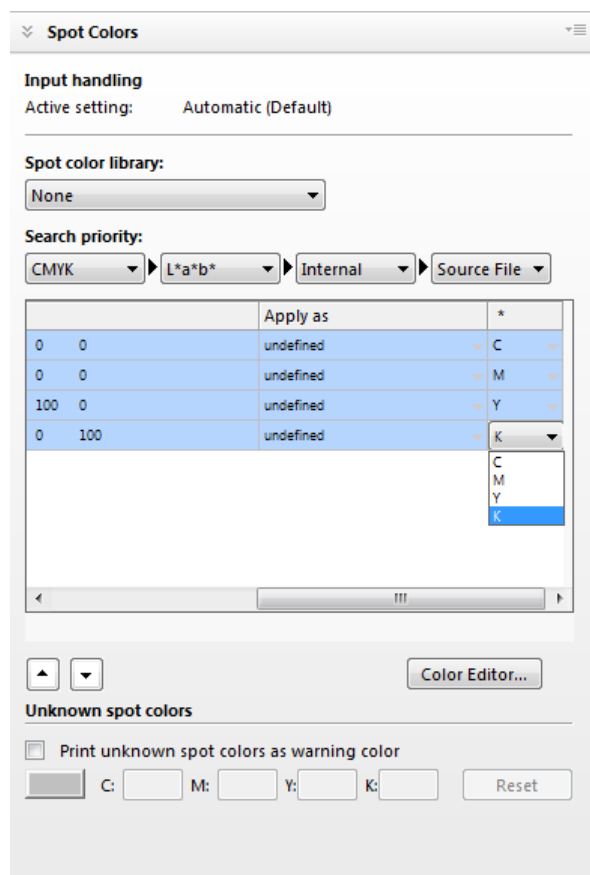 Spot Colors
Input handling
Active setting: Automatic (Default)
Spot color library:
None
Search priority:
CMYK L*a*b* Internal Source File
Apply as *
0 0 undefined C
0 0 undefined M
100 0 undefined Y
0 100 undefined K
C
M
Y
K
Color Editor...
Unknown spot colors
Print unknown spot colors as warning color
C: M: Y: K: Reset